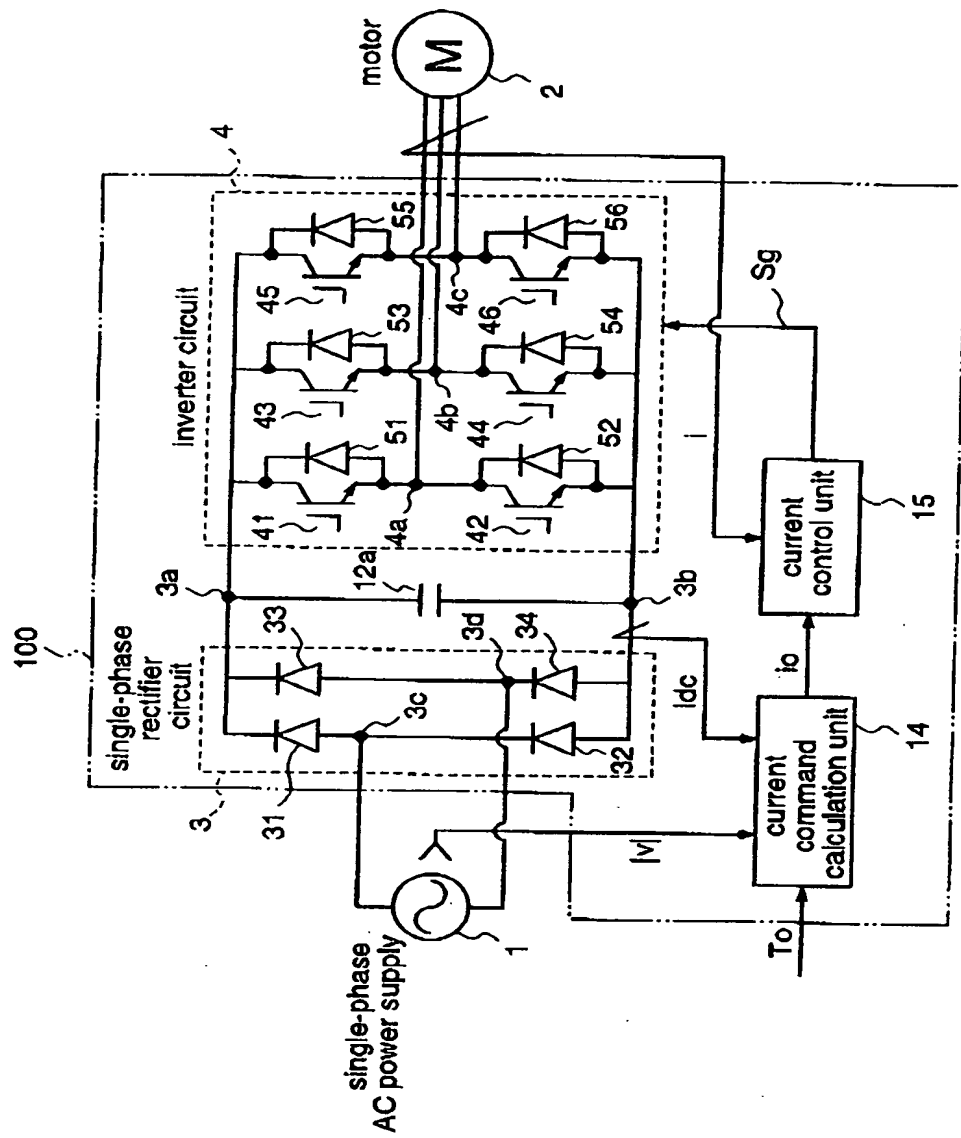 100
single-phase
rectifier
circuit
3
31
33
3c
3d
32
34
3a
3b
12a
inverter circuit
4
41
51
43
53
45
55
4a
4b
4c
42
52
44
54
46
56
motor
M
2
single-phase
AC power supply
1
|v|
Idc
i
Sg
To
current
command
calculation unit
14
io
current
control unit
15